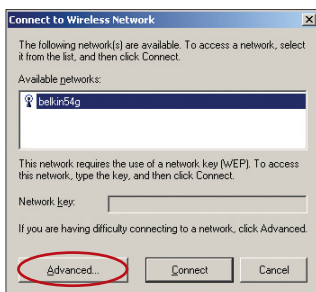 Connect to Wireless Network
The following network(s) are available. To access a network, select
it from the list, and then click Connect.
Available networks:
belkin54g
This network requires the use of a network key (WEP). To access
this network, type the key, and then click Connect.
Network key:
If you are having difficulty connecting to a network, click Advanced.
Advanced... Connect Cancel